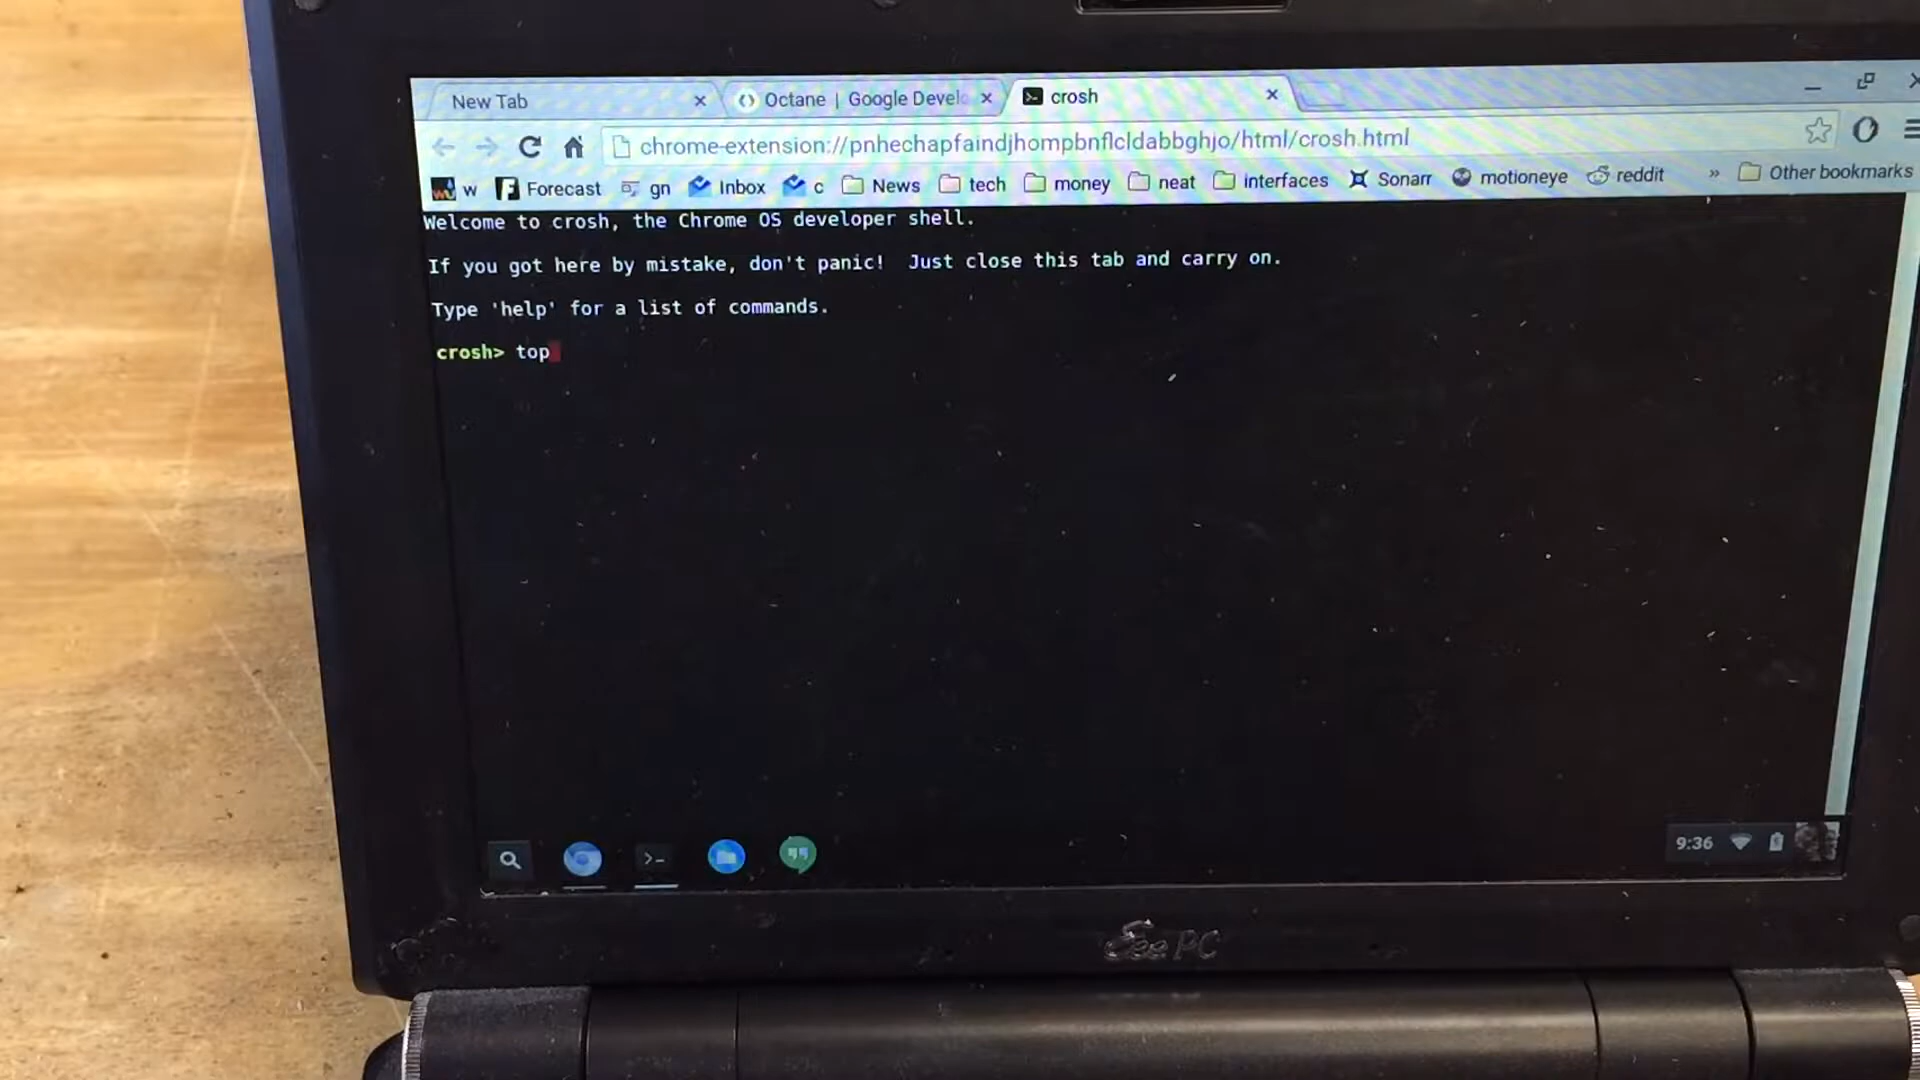 New Tab
Octane | Google Develo
crosh
chrome-extension://pnhechapfaindjhompbnflcldabbghjo/html/crosh.html
w Forecast gn Inbox c News tech money neat interfaces Sonarr motioneye reddit » Other bookmarks
Welcome to crosh, the Chrome OS developer shell.
If you got here by mistake, don't panic! Just close this tab and carry on.
Type 'help' for a list of commands.
crosh> top
9:36
Eee PC